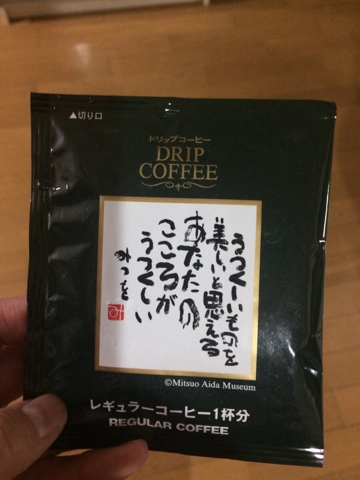 ▲切り口
ドリップコーヒー
DRIP
COFFEE
うつくしいものを
美しいと思える
あなたの
こころが
うつくしい
みつを
©Mitsuo Aida Museum
レギュラーコーヒー1杯分
REGULAR COFFEE